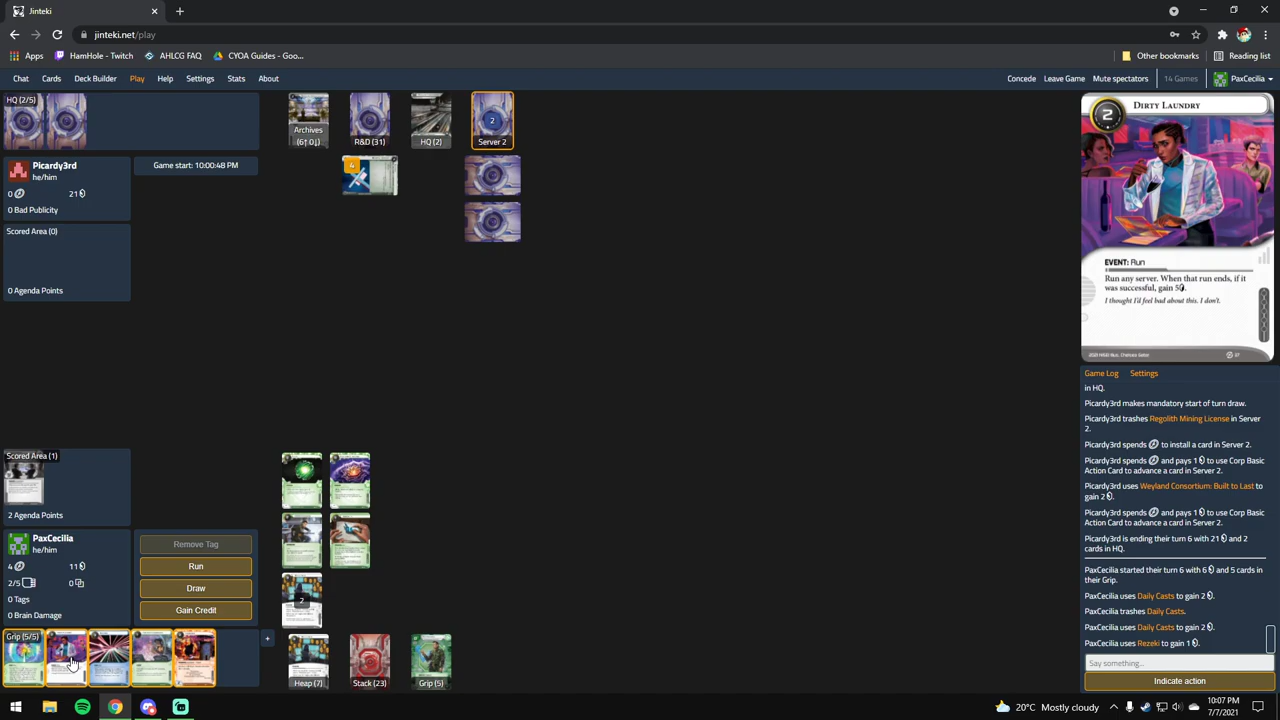 Jinteki
jinteki.net/play
Apps
HamHole - Twitch
AHLCG FAQ
CYOA Guides - Goo...
Other bookmarks
Reading list
Chat
Cards
Deck Builder
Play
Help
Settings
Stats
About
Concede
Leave Game
Mute spectators
14 Games
PaxCecilia
HQ (2/5)
Archives
(6↑ 0↓)
R&D (31)
HQ (2)
2
Server 2
4
Picardy3rd
he/him
0
21
0 Bad Publicity
Game start: 10:00:48 PM
Scored Area (0)
0 Agenda Points
2
DIRTY LAUNDRY
EVENT: Run
Run any server. When that run ends, if it
was successful, gain 5
I thought I'd feel bad about this. I don't.
Game Log
Settings
in HQ.
Picardy3rd makes mandatory start of turn draw.
Picardy3rd trashes Regolith Mining License in Server
2.
Picardy3rd spends to install a card in Server 2.
Picardy3rd spends and pays 1 to use Corp Basic
Action Card to advance a card in Server 2.
Picardy3rd uses Weyland Consortium: Built to Last to
gain 2
Picardy3rd spends and pays 1 to use Corp Basic
Action Card to advance a card in Server 2.
Picardy3rd is ending their turn 6 with 21 and 2
cards in HQ.
PaxCecilia started their turn 6 with 6 and 5 cards in
their Grip.
PaxCecilia uses Daily Casts to gain 2
PaxCecilia trashes Daily Casts.
PaxCecilia uses Daily Casts to gain 2
PaxCecilia uses Rezeki to gain 1
Say something...
Indicate action
Scored Area (1)
2 Agenda Points
PaxCecilia
he/him
4
11
2/5
0
0 Tags
0 Brain Damage
Remove Tag
Run
Draw
Gain Credit
2
Grip (5/5)
+
Heap (7)
Stack (23)
Grip (5)
20°C Mostly cloudy
10:07 PM
7/7/2021